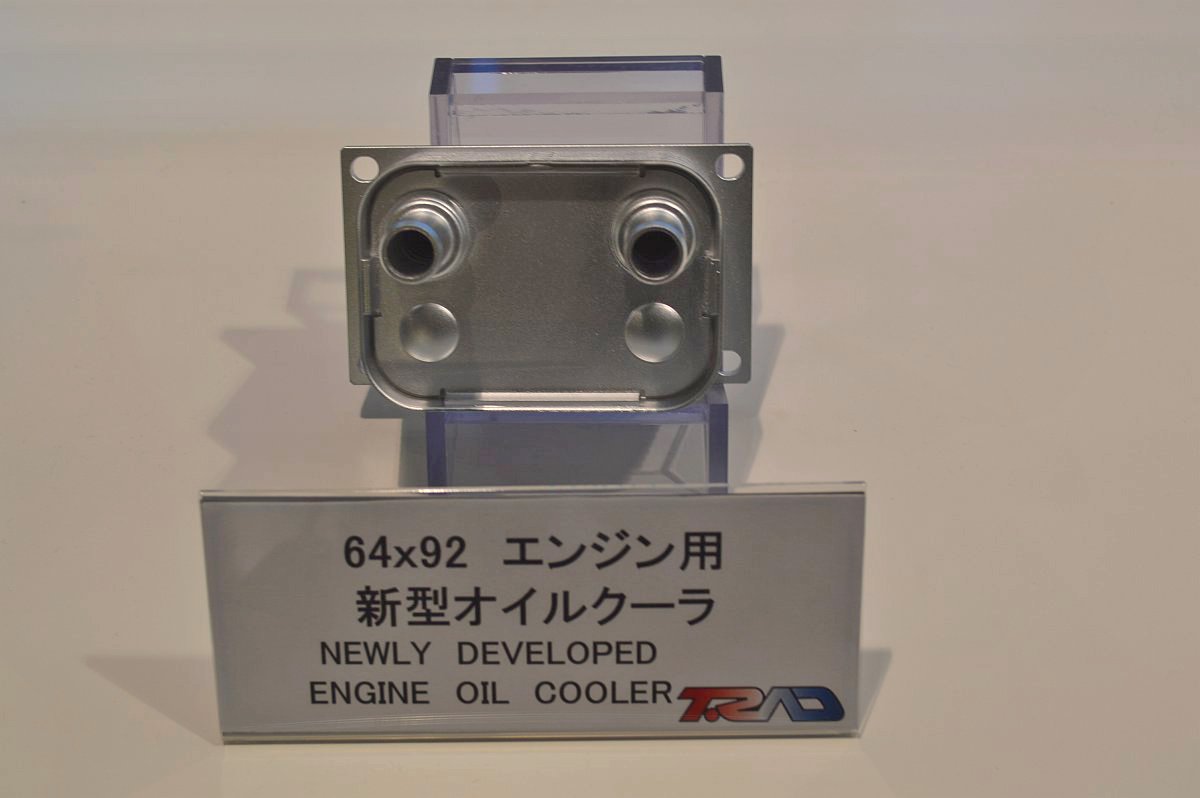 64x92 エンジン用
新型オイルクーラ
NEWLY DEVELOPED
ENGINE OIL COOLER
T.RAD